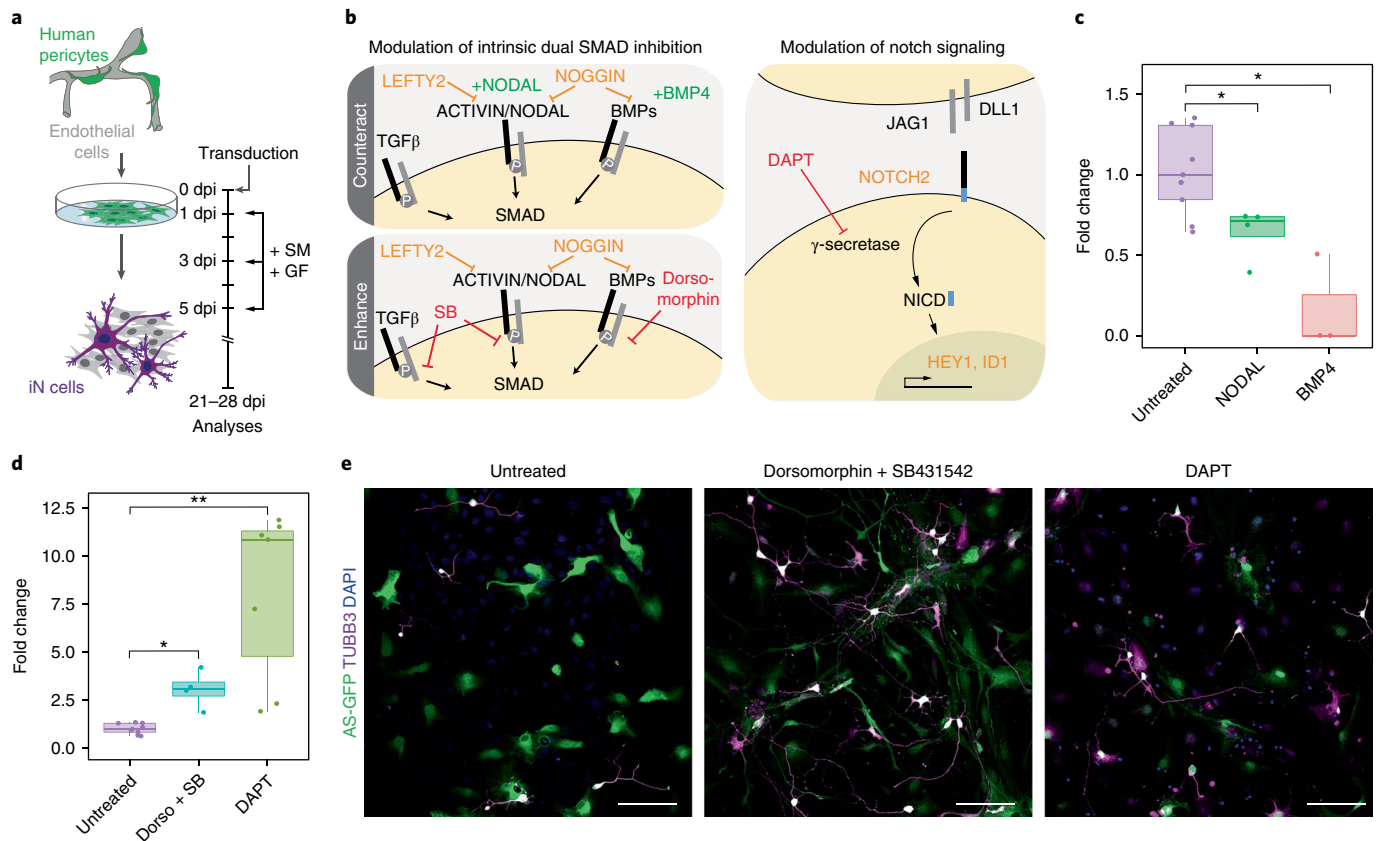 a
Human
pericytes
Endothelial
cells
Transduction
0 dpi
1 dpi
3 dpi
5 dpi
+ SM
+ GF
iN cells
21–28 dpi
Analyses
b
Modulation of intrinsic dual SMAD inhibition
Counteract
LEFTY2
+NODAL
NOGGIN
+BMP4
ACTIVIN/NODAL
BMPs
TGFβ
P
P
P
SMAD
Enhance
LEFTY2
NOGGIN
ACTIVIN/NODAL
BMPs
Dorso-
morphin
TGFβ
SB
P
P
P
SMAD
Modulation of notch signaling
JAG1
DLL1
DAPT
NOTCH2
γ-secretase
NICD
HEY1, ID1
c
Fold change
1.5
1.0
0.5
0.0
*
*
Untreated
NODAL
BMP4
d
Fold change
12.5
10.0
7.5
5.0
2.5
0.0
**
*
Untreated
Dorso + SB
DAPT
e
Untreated
Dorsomorphin + SB431542
DAPT
AS-GFP TUBB3 DAPI